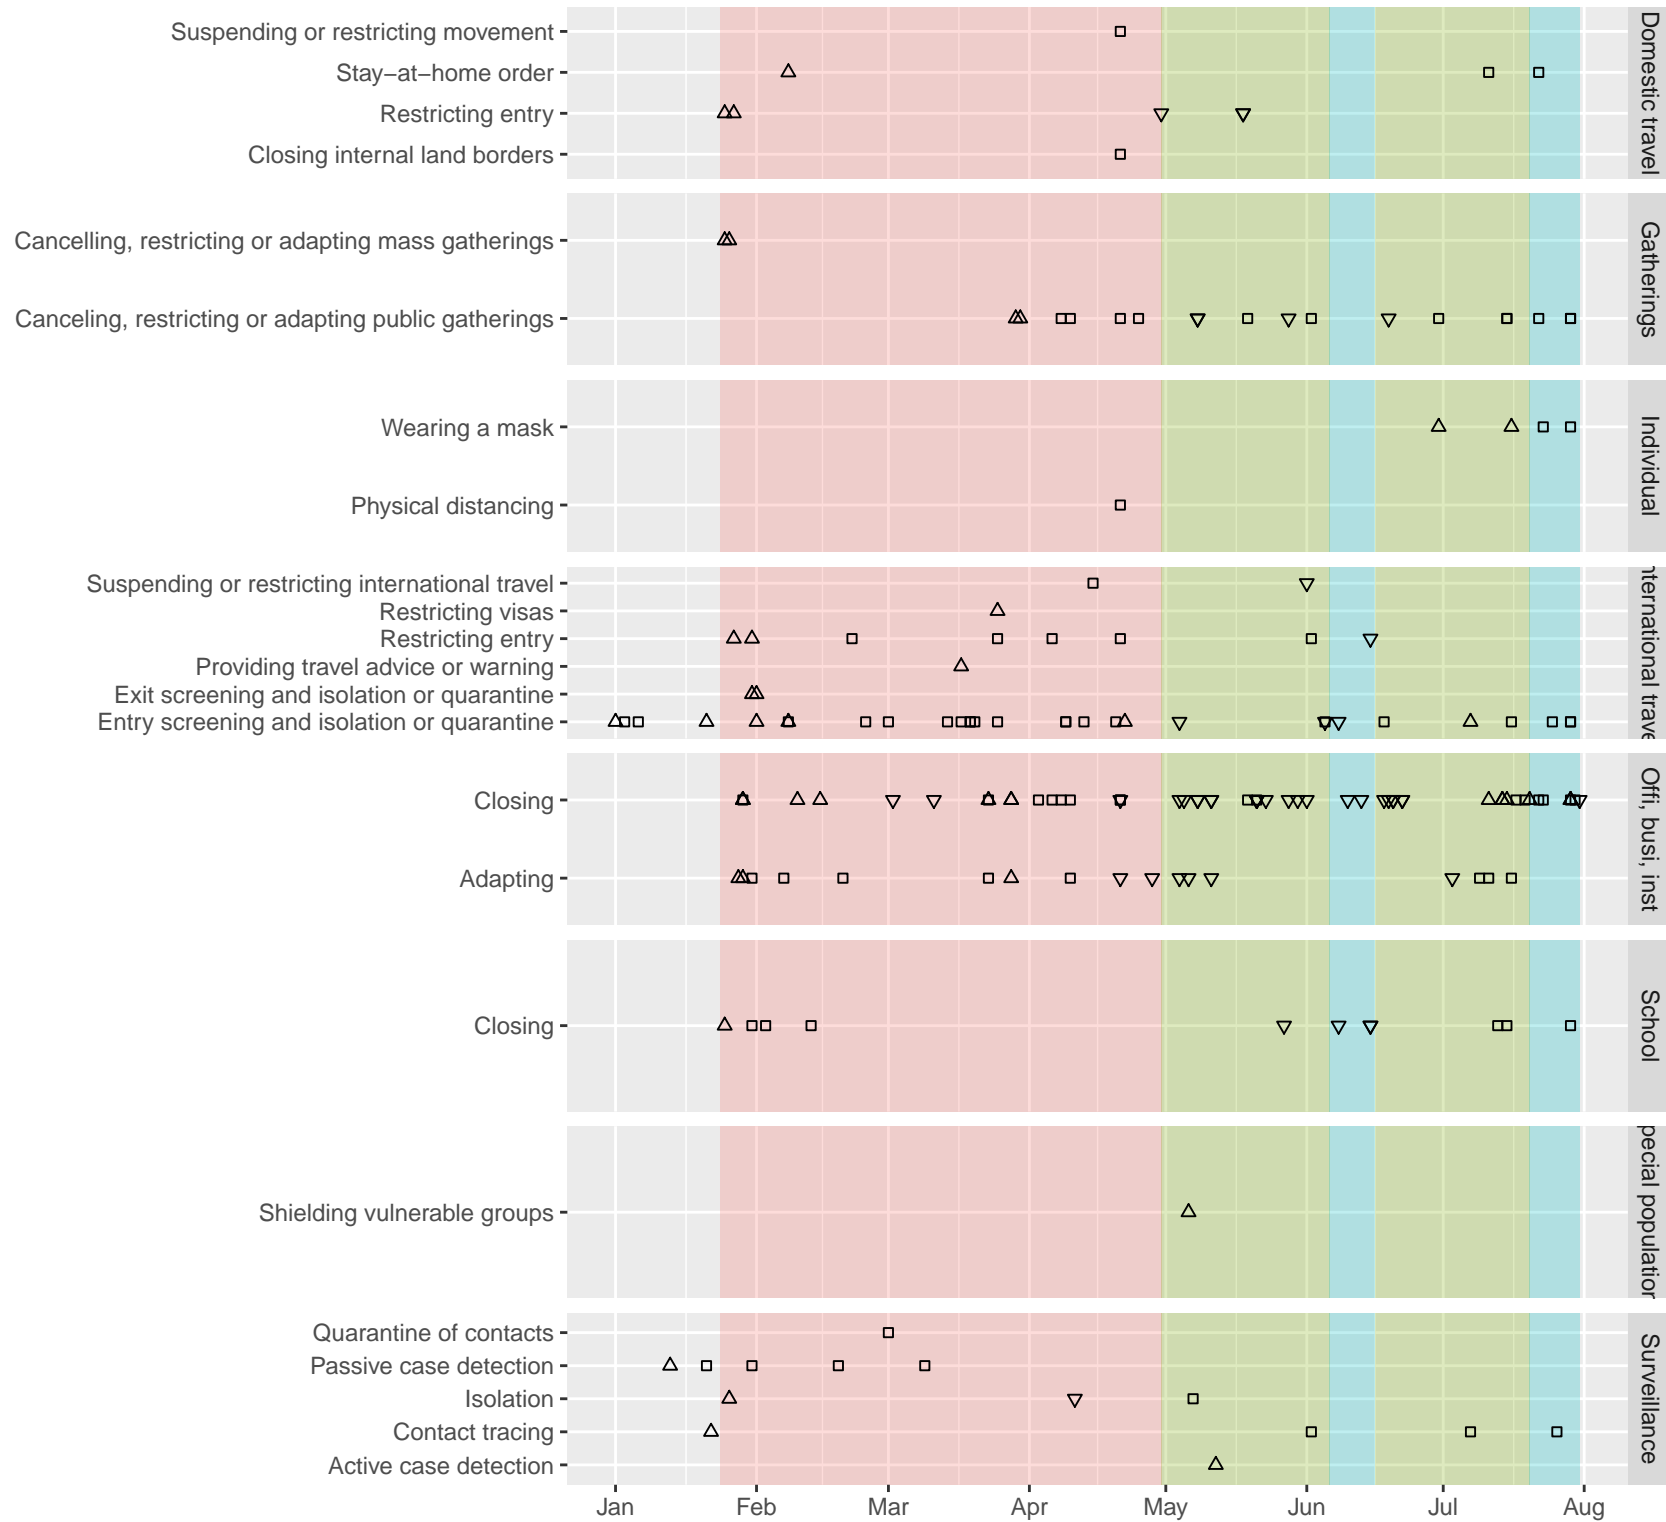 Suspending or restricting movement
Stay−at−home order
Restricting entry
Closing internal land borders
Domestic travel
Cancelling, restricting or adapting mass gatherings
Canceling, restricting or adapting public gatherings
Gatherings
Wearing a mask
Physical distancing
Individual
Suspending or restricting international travel
Restricting visas
Restricting entry
Providing travel advice or warning
Exit screening and isolation or quarantine
Entry screening and isolation or quarantine
nternational trave
Closing
Adapting
Offi, busi, inst
Closing
School
Shielding vulnerable groups
pecial population
Quarantine of contacts
Passive case detection
Isolation
Contact tracing
Active case detection
Surveillance
Jan Feb Mar Apr May Jun Jul Aug